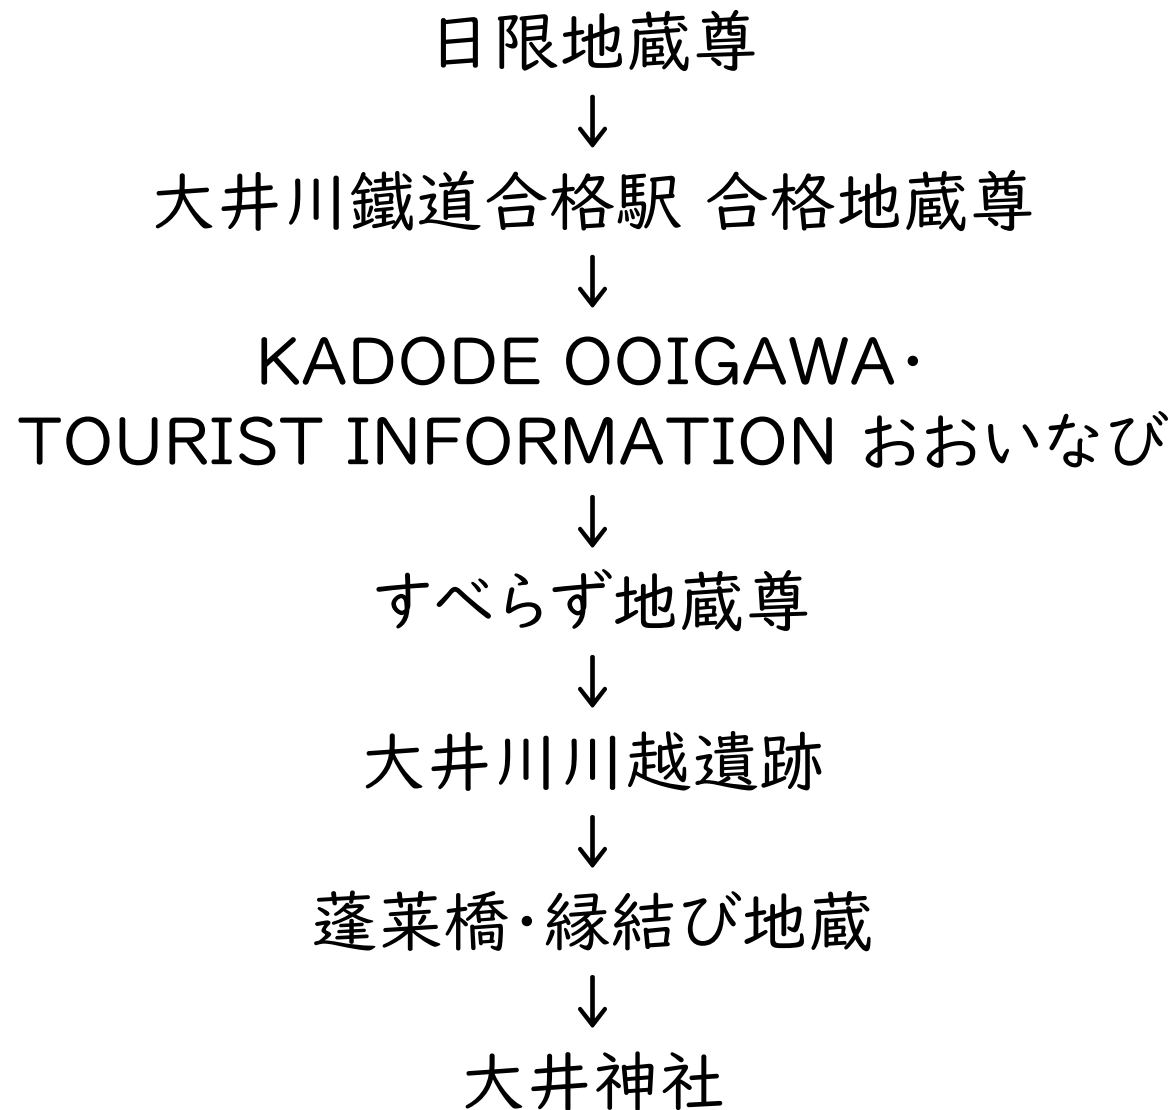 日限地蔵尊
↓
大井川鐵道合格駅 合格地蔵尊
↓
KADODE OOIGAWA・
TOURIST INFORMATION おおいなび
↓
すべらず地蔵尊
↓
大井川川越遺跡
↓
蓬莱橋・縁結び地蔵
↓
大井神社